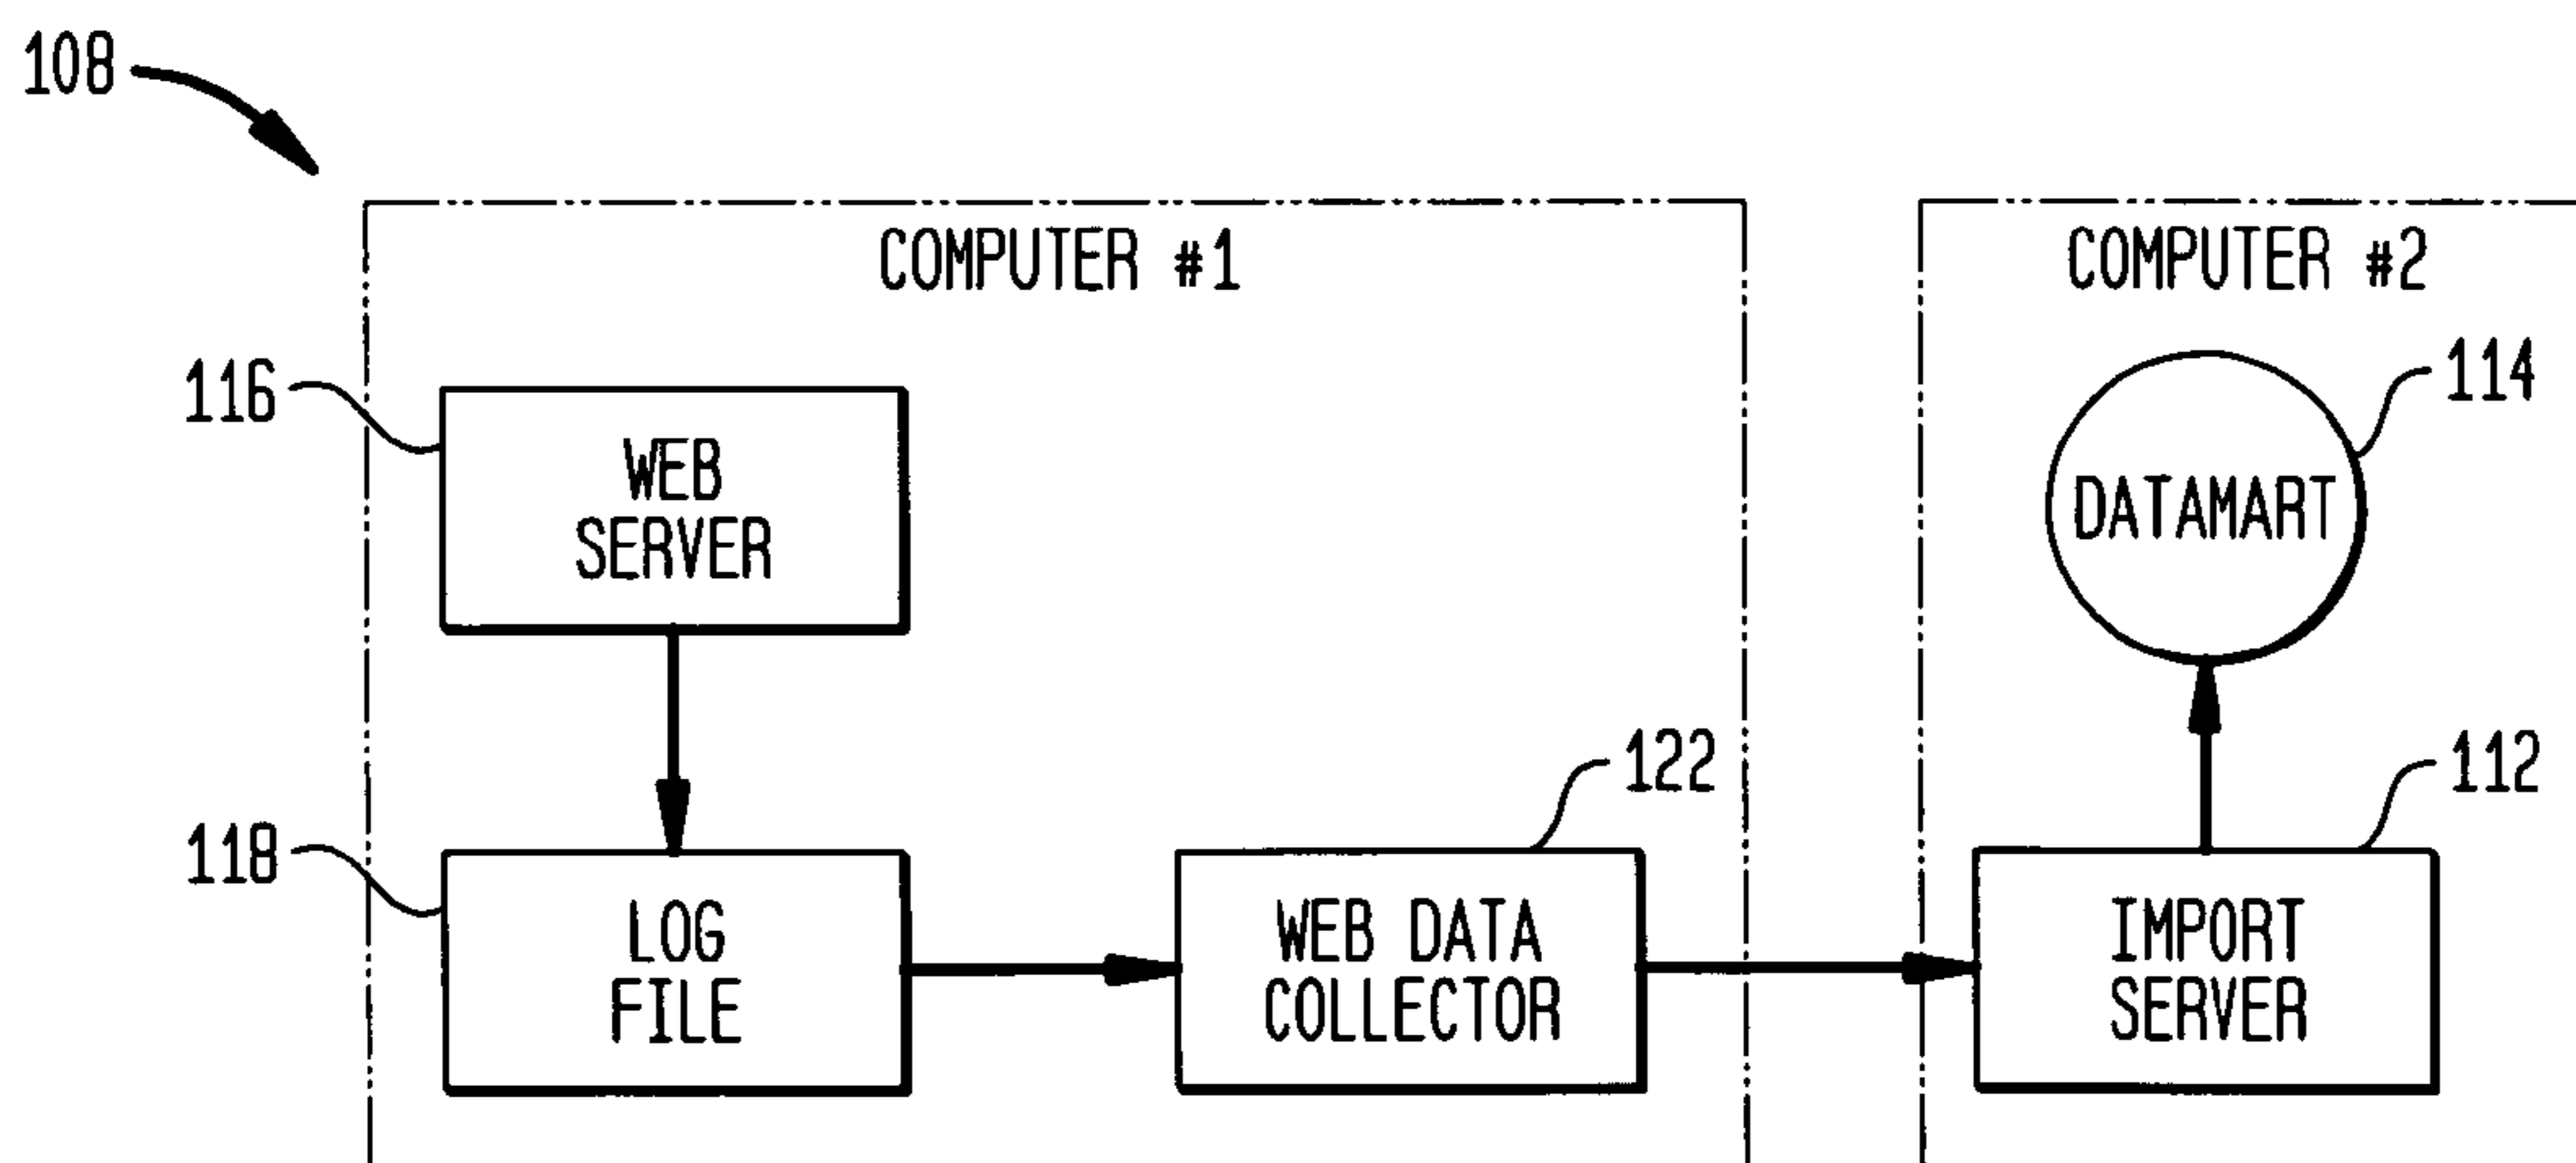 108
COMPUTER #1
COMPUTER #2
116
WEB
SERVER
114
DATAMART
118
LOG
FILE
122
WEB DATA
COLLECTOR
112
IMPORT
SERVER